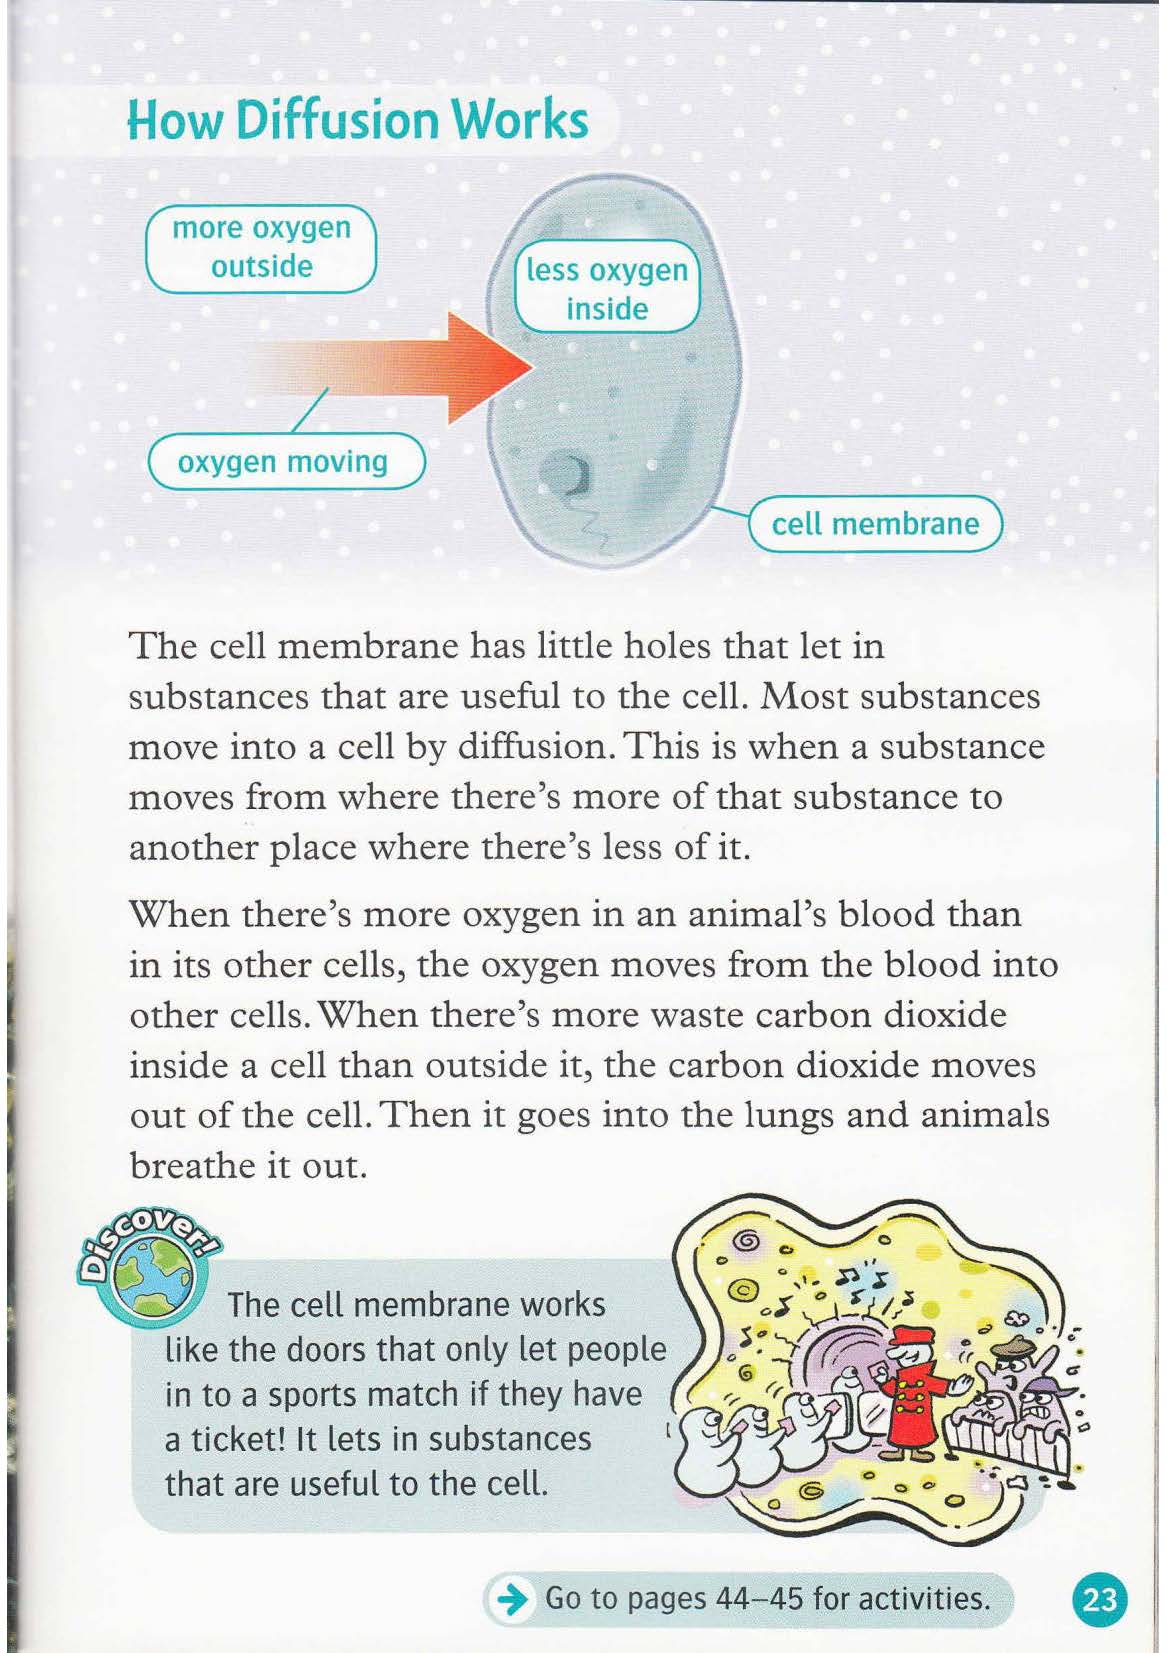 How Diffusion Works
more oxygen
outside
less oxygen
inside
oxygen moving
cell membrane
The cell membrane has little holes that let in
substances that are useful to the cell. Most substances
move into a cell by diffusion. This is when a substance
moves from where there's more of that substance to
another place where there's less of it.
When there's more oxygen in an animal's blood than
in its other cells, the oxygen moves from the blood into
other cells. When there's more waste carbon dioxide
inside a cell than outside it, the carbon dioxide moves
out of the cell. Then it goes into the lungs and animals
breathe it out.
Discover!
The cell membrane works
like the doors that only let people
in to a sports match if they have
a ticket! It lets in substances
that are useful to the cell.
Go to pages 44–45 for activities.
23